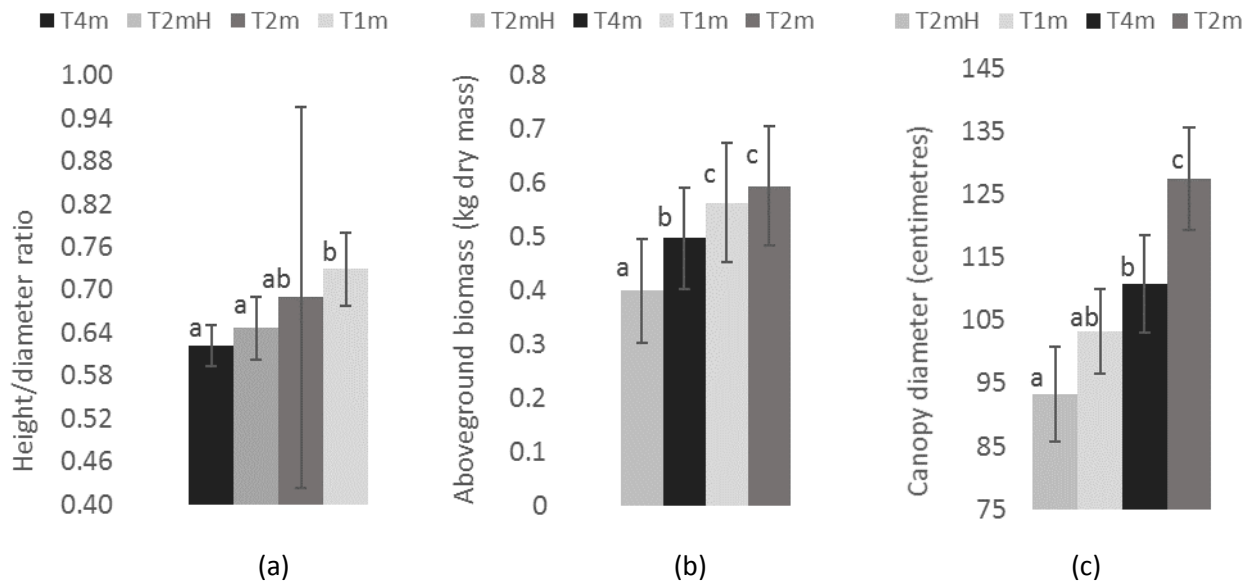 T4m T2mH T2m T1m
Height/diameter ratio
1.00
0.94
0.88
0.82
0.76
0.70
0.64
0.58
0.52
0.46
0.40
a
a
ab
b
(a)
T2mH T4m T1m T2m
Aboveground biomass (kg dry mass)
0.8
0.7
0.6
0.5
0.4
0.3
0.2
0.1
0
a
b
c
c
(b)
T2mH T1m T4m T2m
Canopy diameter (centimetres)
145
135
125
115
105
95
85
75
a
ab
b
c
(c)